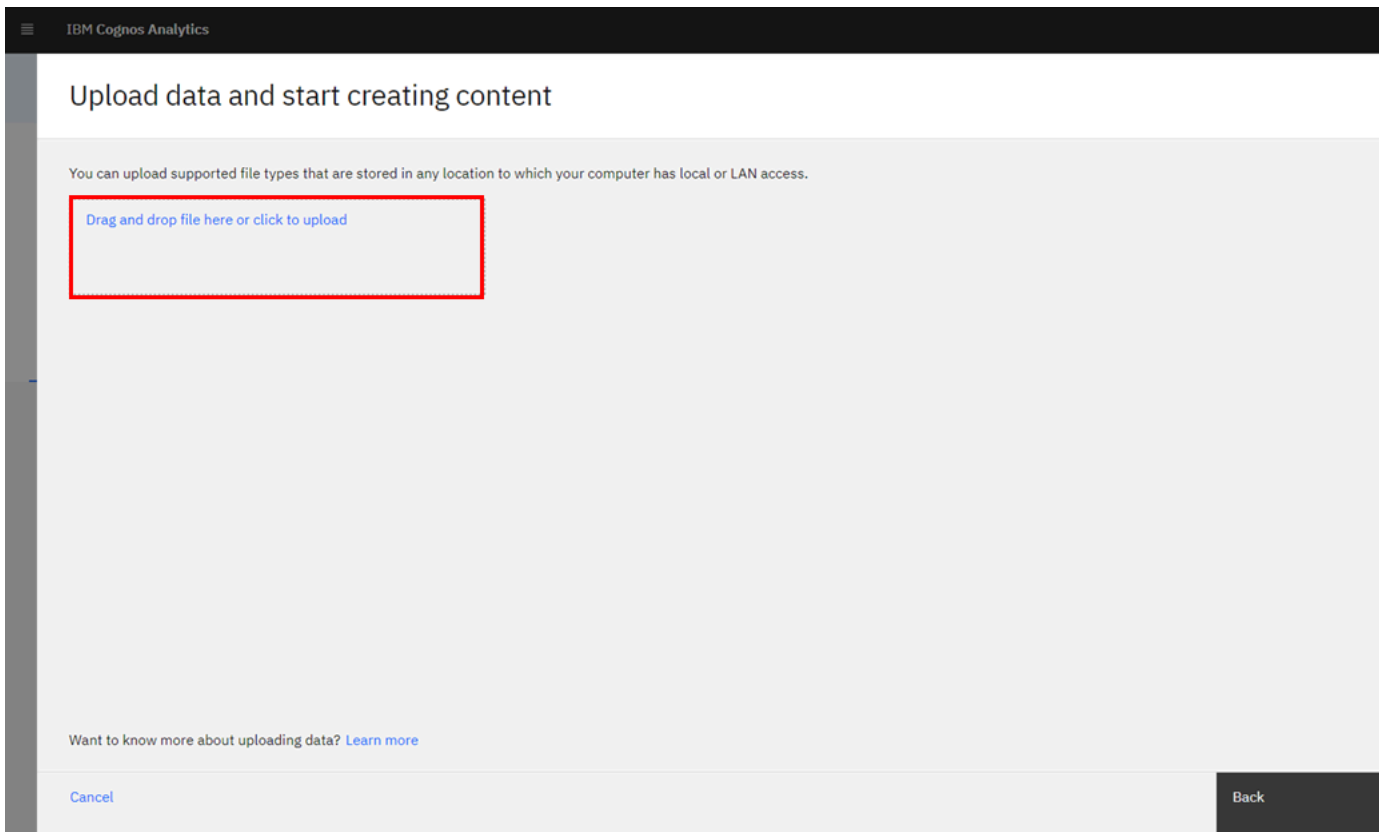 IBM Cognos Analytics
Upload data and start creating content
You can upload supported file types that are stored in any location to which your computer has local or LAN access.
Drag and drop file here or click to upload
Want to know more about uploading data? Learn more
Cancel
Back